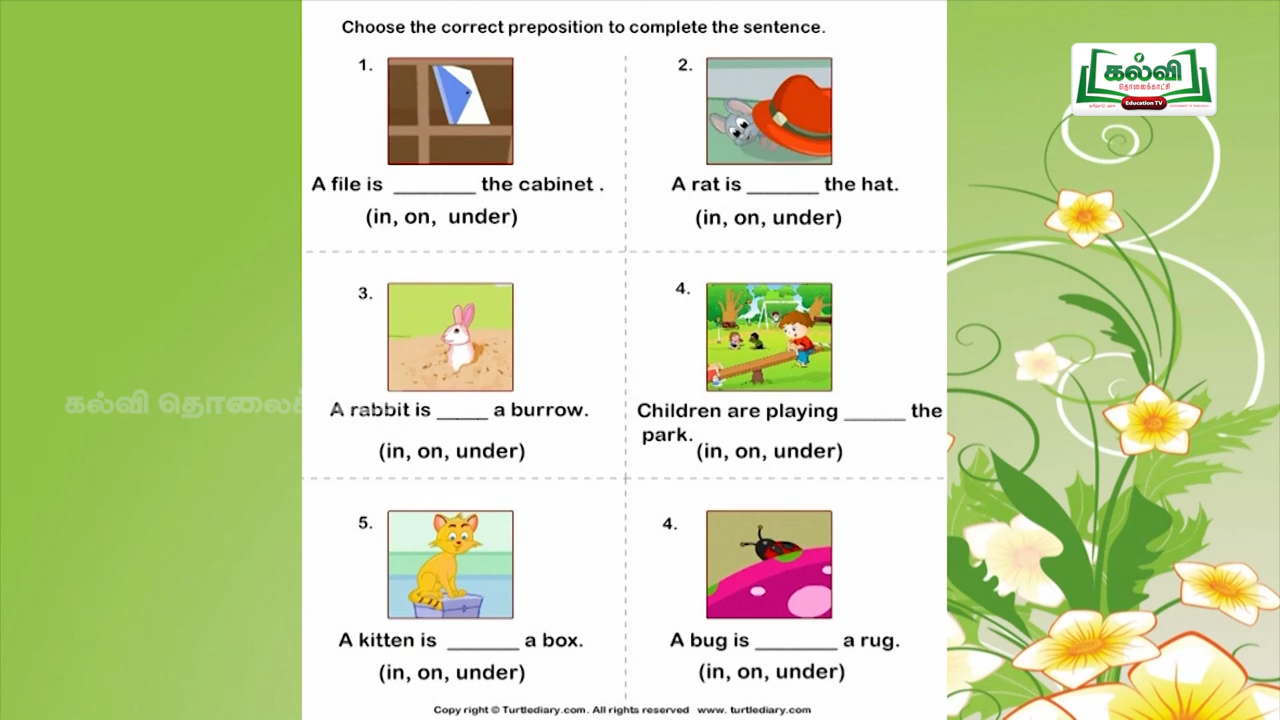 Choose the correct preposition to complete the sentence.
1.
A file is ________ the cabinet .
(in, on, under)
2.
A rat is _______ the hat.
(in, on, under)
3.
A rabbit is _____ a burrow.
(in, on, under)
4.
Children are playing ______ the
park.
(in, on, under)
5.
A kitten is _______ a box.
(in, on, under)
4.
A bug is ________ a rug.
(in, on, under)
Copy right © Turtlediary.com. All rights reserved www. turtlediary.com
கல்வி
தொலைக்காட்சி
Education TV
கல்வி